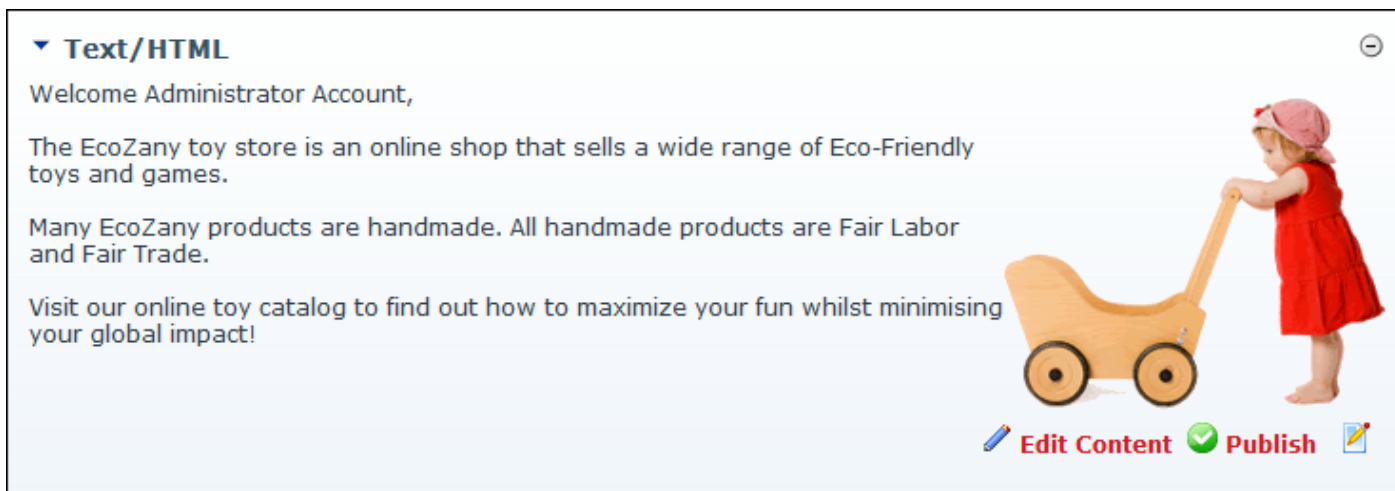 Text/HTML
Welcome Administrator Account,
The EcoZany toy store is an online shop that sells a wide range of Eco-Friendly
toys and games.
Many EcoZany products are handmade. All handmade products are Fair Labor
and Fair Trade.
Visit our online toy catalog to find out how to maximize your fun whilst minimising
your global impact!
Edit Content Publish